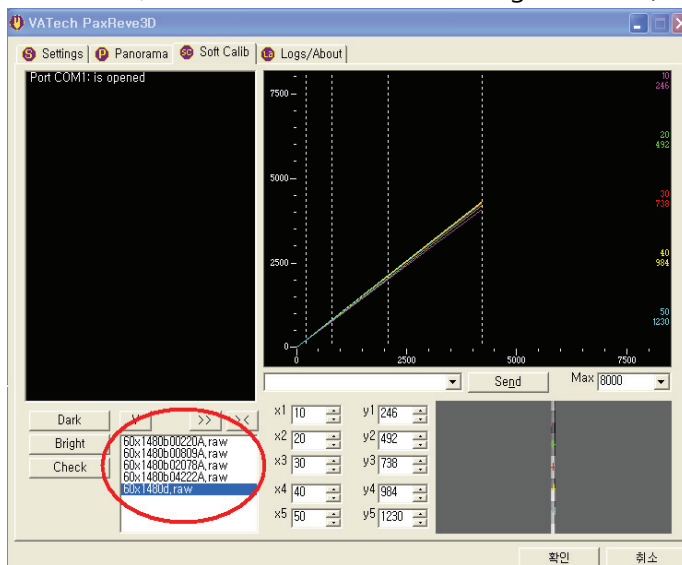 VATech PaxReve3D
Settings Panorama Soft Calib Logs/About
Port COM1: is opened
7500
5000
2500
0
0 2500 5000 7500
10
246
20
492
30
738
40
984
50
1230
Send Max 8000
Dark >> ><
Bright
Check
60x1480b00220A,raw
60x1480b00809A,raw
60x1480b02078A,raw
60x1480b04222A,raw
60x1480d,raw
x1 10 y1 246
x2 20 y2 492
x3 30 y3 738
x4 40 y4 984
x5 50 y5 1230
확인 취소